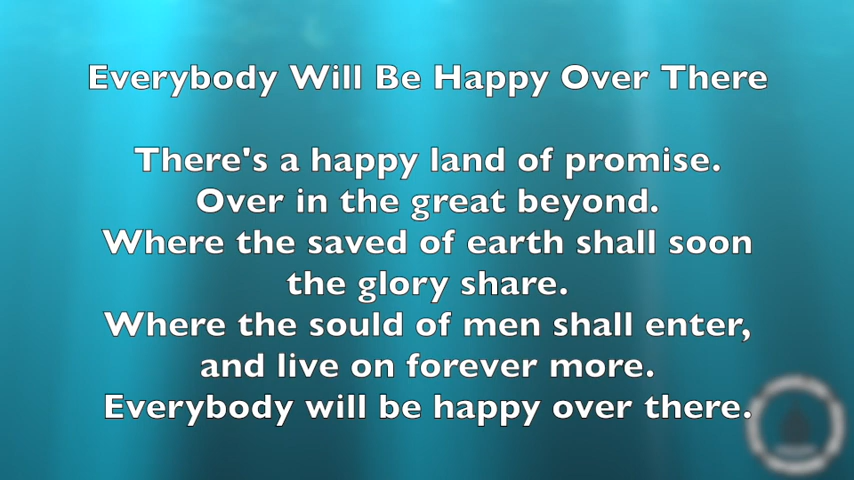 Everybody Will Be Happy Over There
There's a happy land of promise.
Over in the great beyond.
Where the saved of earth shall soon
the glory share.
Where the sould of men shall enter,
and live on forever more.
Everybody will be happy over there.